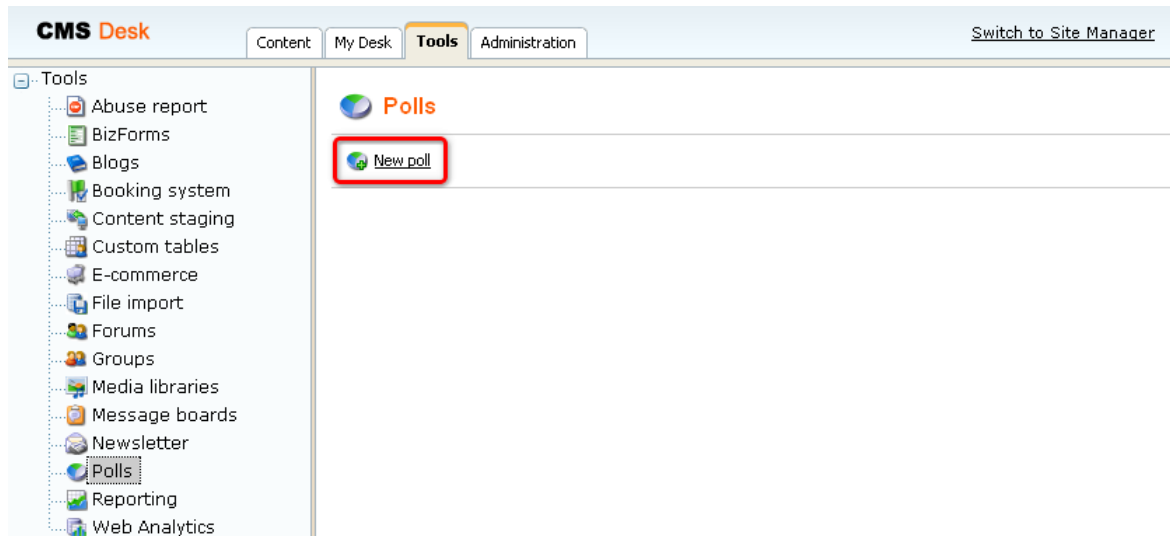 CMS Desk
Content My Desk Tools Administration
Switch to Site Manager
Tools
Abuse report
BizForms
Blogs
Booking system
Content staging
Custom tables
E-commerce
File import
Forums
Groups
Media libraries
Message boards
Newsletter
Polls
Reporting
Web Analytics
Polls
New poll